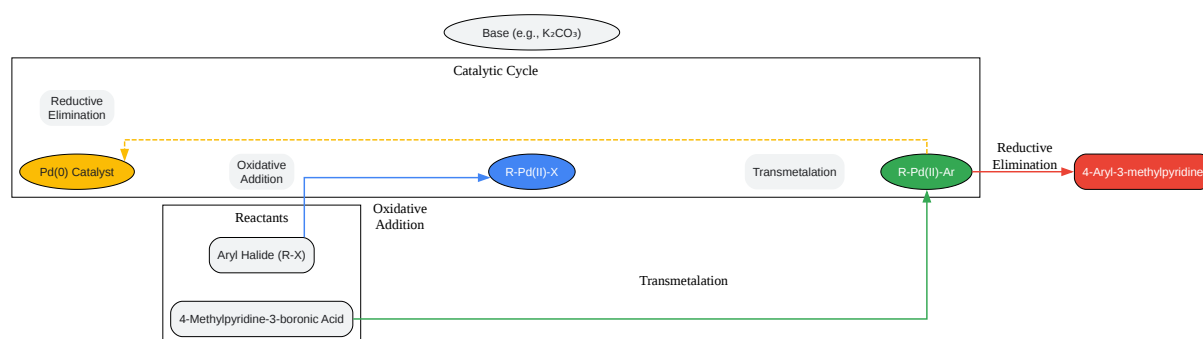 Base (e.g., K₂CO₃)
Catalytic Cycle
Reductive
Elimination
Pd(0) Catalyst
Oxidative
Addition
R-Pd(II)-X
Transmetalation
R-Pd(II)-Ar
Reductive
Elimination
4-Aryl-3-methylpyridine
Reactants
Oxidative
Addition
Aryl Halide (R-X)
Transmetalation
4-Methylpyridine-3-boronic Acid